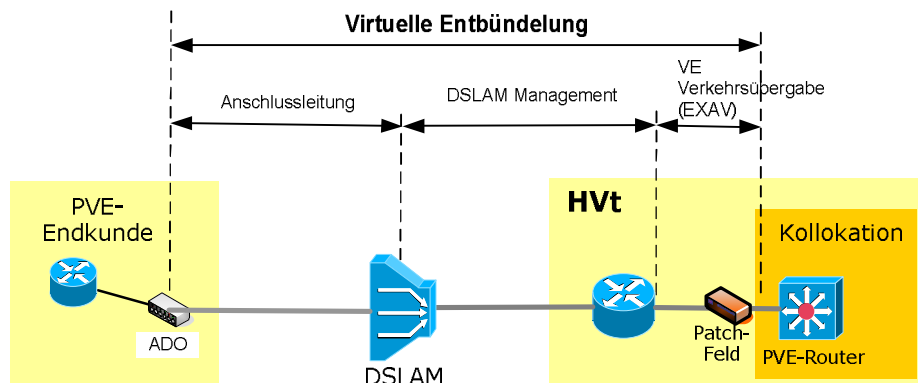 Virtuelle Entbündelung
VE
Verkehrsübergabe
(EXAV)
Anschlussleitung
DSLAM Management
PVE-
Endkunde
HVt
Kollokation
ADO
DSLAM
Patch-
Feld
PVE-Router